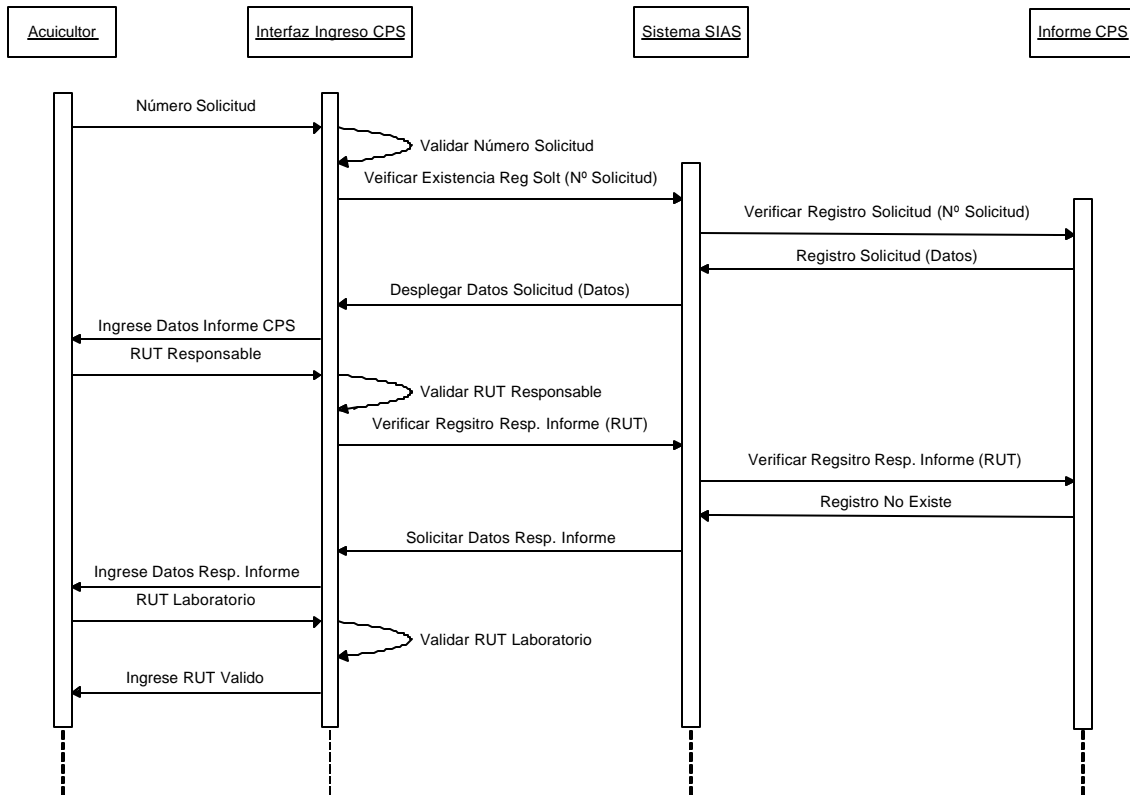 Acuicultor
Interfaz Ingreso CPS
Sistema SIAS
Informe CPS
Número Solicitud
Validar Número Solicitud
Veificar Existencia Reg Solt (Nº Solicitud)
Verificar Registro Solicitud (Nº Solicitud)
Registro Solicitud (Datos)
Desplegar Datos Solicitud (Datos)
Ingrese Datos Informe CPS
RUT Responsable
Validar RUT Responsable
Verificar Regsitro Resp. Informe (RUT)
Verificar Regsitro Resp. Informe (RUT)
Registro No Existe
Solicitar Datos Resp. Informe
Ingrese Datos Resp. Informe
RUT Laboratorio
Validar RUT Laboratorio
Ingrese RUT Valido